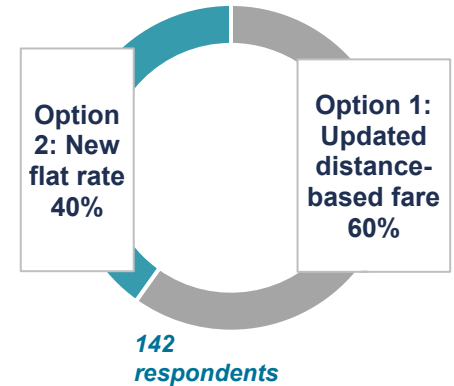 Option
2: New
flat rate
40%
Option 1:
Updated
distance-
based fare
60%
142
respondents